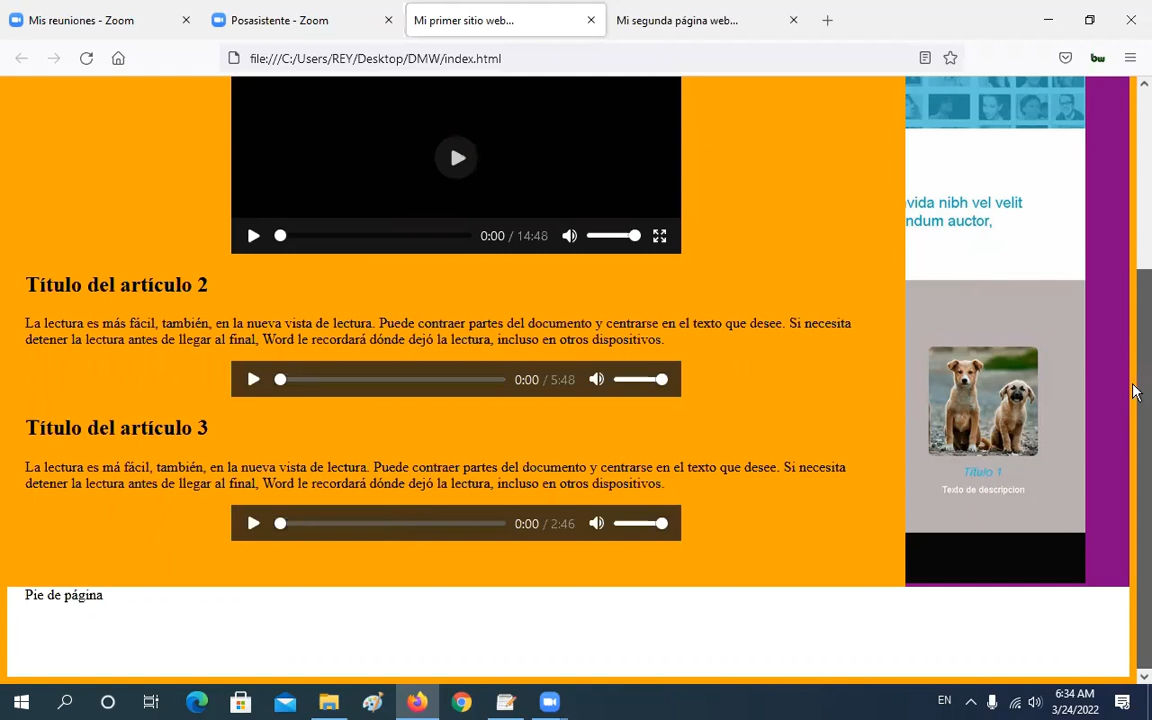 Mis reuniones - Zoom
Posasistente - Zoom
Mi primer sitio web...
Mi segunda página web...
file:///C:/Users/REY/Desktop/DMW/index.html
bw
0:00 / 14:48
Título del artículo 2
La lectura es más fácil, también, en la nueva vista de lectura. Puede contraer partes del documento y centrarse en el texto que desee. Si necesita
detener la lectura antes de llegar al final, Word le recordará dónde dejó la lectura, incluso en otros dispositivos.
0:00 / 5:48
Título del artículo 3
La lectura es má fácil, también, en la nueva vista de lectura. Puede contraer partes del documento y centrarse en el texto que desee. Si necesita
detener la lectura antes de llegar al final, Word le recordará dónde dejó la lectura, incluso en otros dispositivos.
0:00 / 2:46
vida nibh vel velit
ndum auctor,
Título 1
Texto de descripcion
Pie de página
EN
6:34 AM
3/24/2022